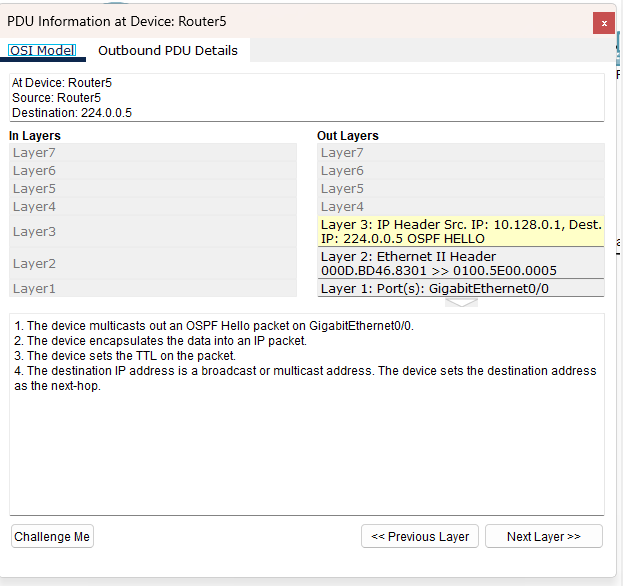 PDU Information at Device: Router5
x
OSI Model
Outbound PDU Details
At Device: Router5
Source: Router5
Destination: 224.0.0.5
In Layers
Out Layers
Layer7
Layer7
Layer6
Layer6
Layer5
Layer5
Layer4
Layer4
Layer3
Layer 3: IP Header Src. IP: 10.128.0.1, Dest.
IP: 224.0.0.5 OSPF HELLO
Layer2
Layer 2: Ethernet II Header
000D.BD46.8301 >> 0100.5E00.0005
Layer1
Layer 1: Port(s): GigabitEthernet0/0
1. The device multicasts out an OSPF Hello packet on GigabitEthernet0/0.
2. The device encapsulates the data into an IP packet.
3. The device sets the TTL on the packet.
4. The destination IP address is a broadcast or multicast address. The device sets the destination address
as the next-hop.
Challenge Me
<< Previous Layer
Next Layer >>